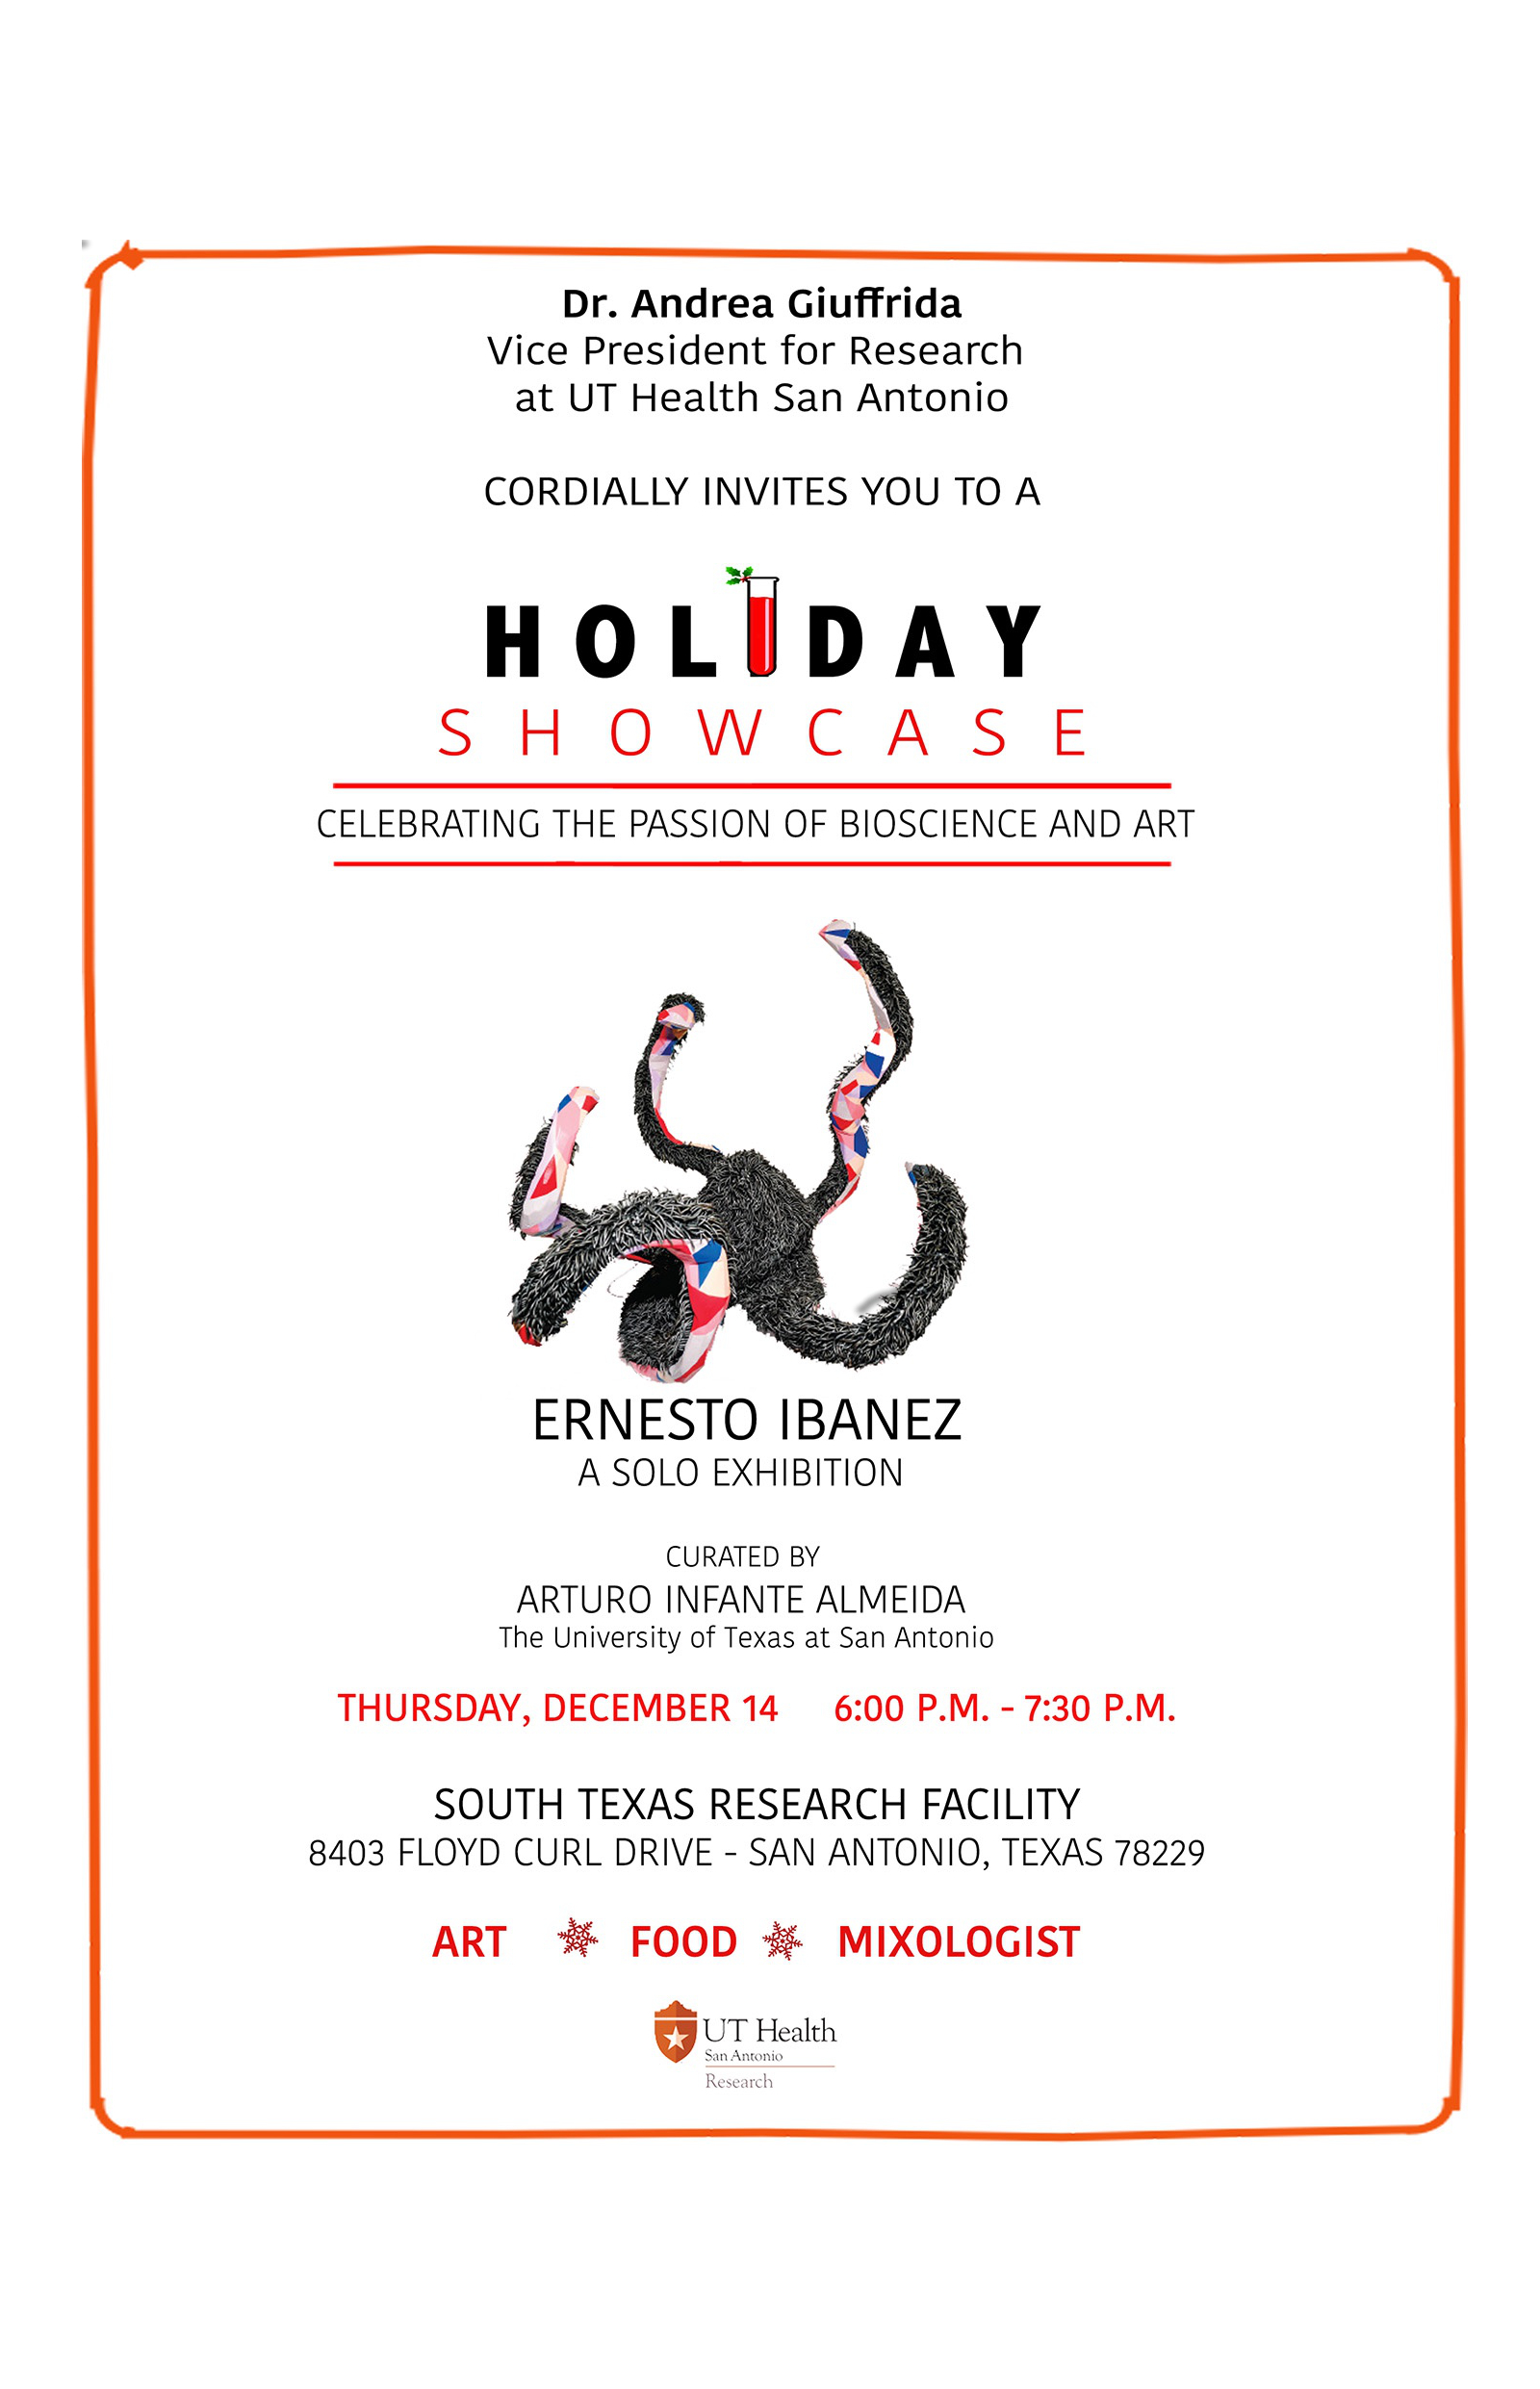 Dr. Andrea Giuffrida
Vice President for Research
at UT Health San Antonio
CORDIALLY INVITES YOU TO A
HOLIDAY
SHOWCASE
CELEBRATING THE PASSION OF BIOSCIENCE AND ART
ERNESTO IBANEZ
A SOLO EXHIBITION
CURATED BY
ARTURO INFANTE ALMEIDA
The University of Texas at San Antonio
THURSDAY, DECEMBER 14 6:00 P.M. - 7:30 P.M.
SOUTH TEXAS RESEARCH FACILITY
8403 FLOYD CURL DRIVE - SAN ANTONIO, TEXAS 78229
ART FOOD MIXOLOGIST
UT Health
San Antonio
Research